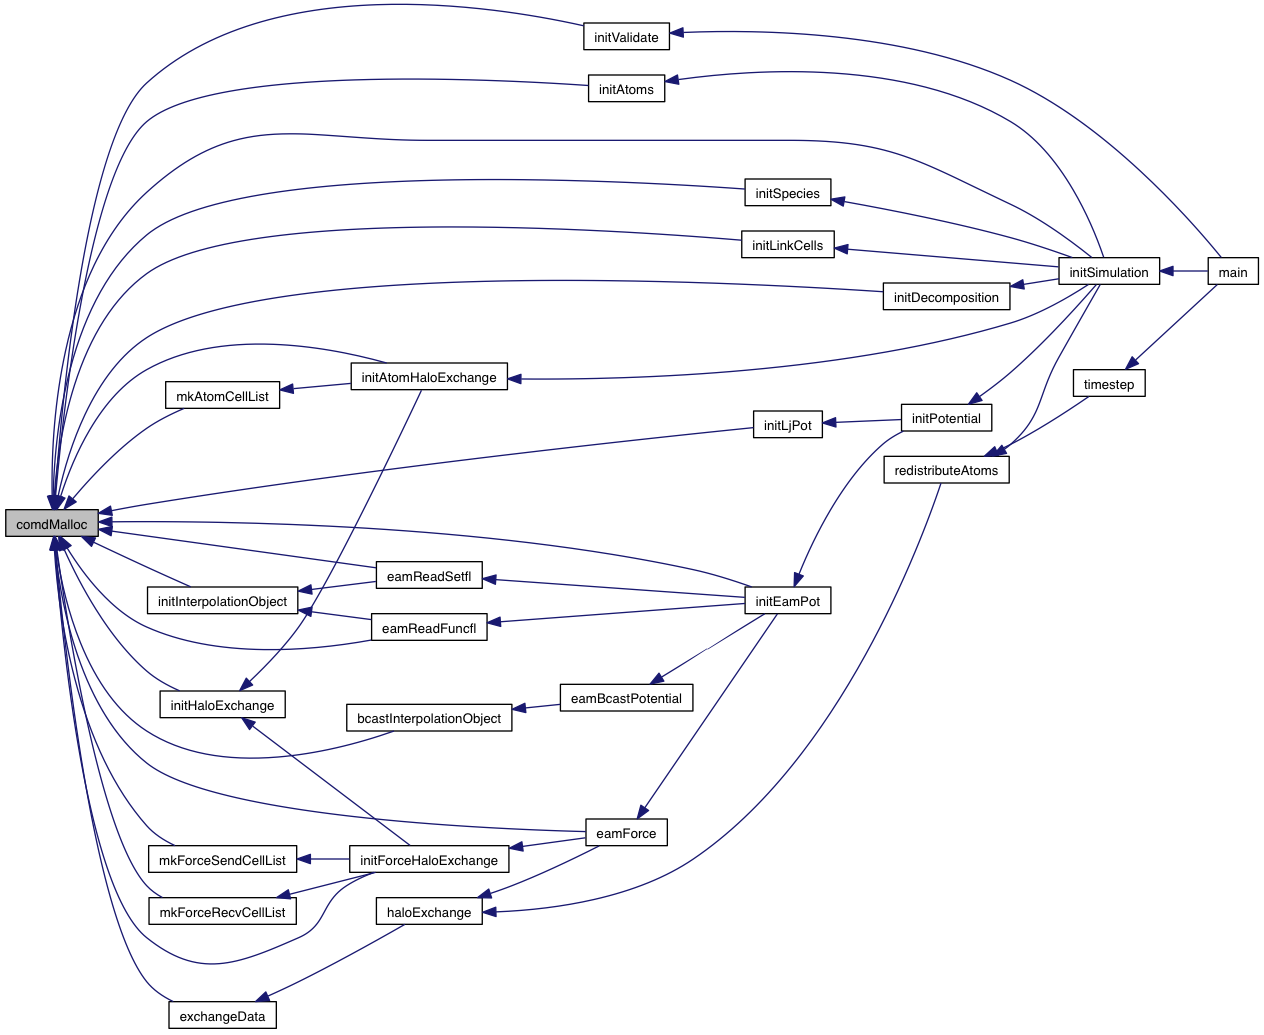 initValidate
initAtoms
initSpecies
initLinkCells
initSimulation
main
initDecomposition
initAtomHaloExchange
timestep
mkAtomCellList
initLjPot
initPotential
redistributeAtoms
comdMalloc
eamReadSetfl
initInterpolationObject
initEamPot
eamReadFuncfl
initHaloExchange
eamBcastPotential
bcastInterpolationObject
eamForce
mkForceSendCellList
initForceHaloExchange
mkForceRecvCellList
haloExchange
exchangeData